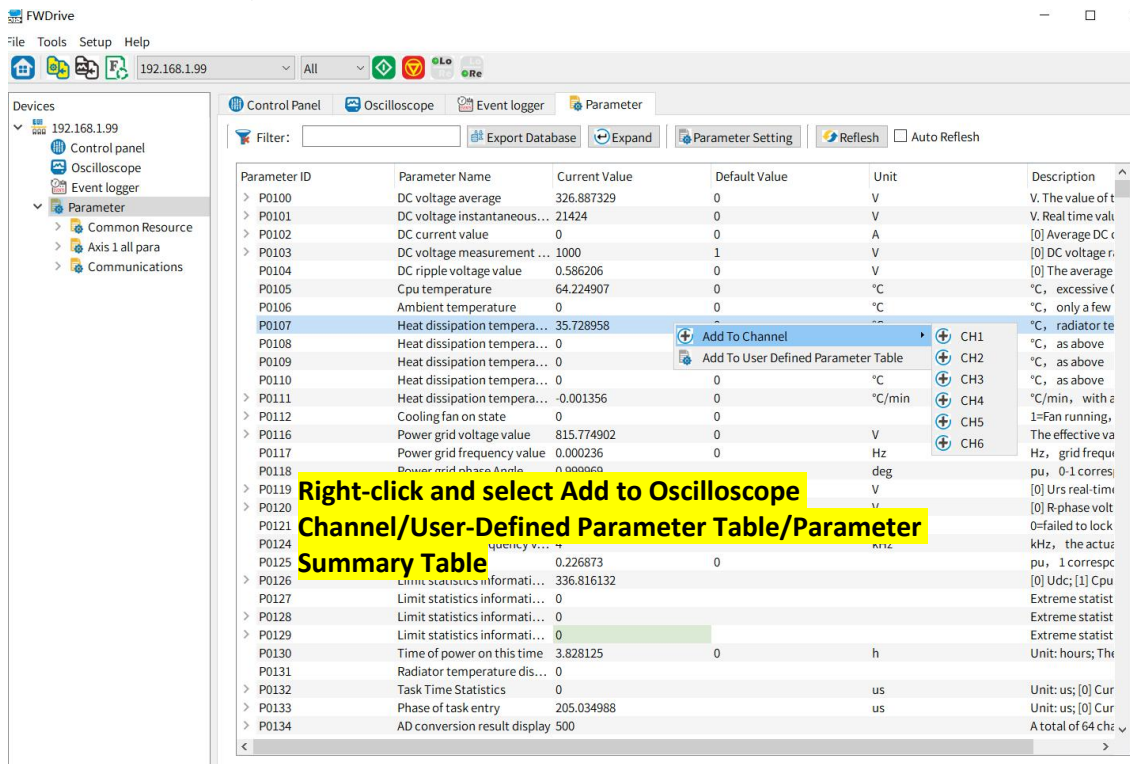 FWDrive
File Tools Setup Help
192.168.1.99 All Lo Re
Devices
192.168.1.99
Control panel
Oscilloscope
Event logger
Parameter
Common Resource
Axis 1 all para
Communications
Control Panel Oscilloscope Event logger Parameter
Filter: Export Database Expand Parameter Setting Reflesh Auto Reflesh
Parameter ID Parameter Name Current Value Default Value Unit Description
P0100 DC voltage average 326.887329 0 V V. The value of t
P0101 DC voltage instantaneous... 21424 0 V V. Real time valu
P0102 DC current value 0 0 A [0] Average DC
P0103 DC voltage measurement ... 1000 1 V [0] DC voltage
P0104 DC ripple voltage value 0.586206 0 V [0] The average
P0105 Cpu temperature 64.224907 0 °C °C, excessive
P0106 Ambient temperature 0 0 °C °C, only a few
P0107 Heat dissipation tempera... 35.728958 °C, radiator te
P0108 Heat dissipation tempera... 0 °C, as above
P0109 Heat dissipation tempera... 0 °C, as above
P0110 Heat dissipation tempera... 0 0 °C °C, as above
P0111 Heat dissipation tempera... -0.001356 0 °C/min °C/min, with a
P0112 Cooling fan on state 0 0 1=Fan running,
P0116 Power grid voltage value 815.774902 0 V The effective va
P0117 Power grid frequency value 0.000236 0 Hz Hz, grid freque
P0118 Power grid phase Angle 0.999969 deg pu, 0-1 corres
P0119 V [0] Urs real-time
P0120 V [0] R-phase volt
P0121 0=failed to lock
P0124 kHz kHz, the actua
P0125 0.226873 0 pu, 1 correspo
P0126 Limit statistics informati... 336.816132 [0] Udc; [1] Cpu
P0127 Limit statistics informati... 0 Extreme statist
P0128 Limit statistics informati... 0 Extreme statist
P0129 Limit statistics informati... 0 Extreme statist
P0130 Time of power on this time 3.828125 0 h Unit: hours; The
P0131 Radiator temperature dis... 0
P0132 Task Time Statistics 0 us Unit: us; [0] Cur
P0133 Phase of task entry 205.034988 us Unit: us; [0] Cur
P0134 AD conversion result display 500 A total of 64 cha
Add To Channel
Add To User Defined Parameter Table
CH1
CH2
CH3
CH4
CH5
CH6
Right-click and select Add to Oscilloscope
Channel/User-Defined Parameter Table/Parameter
Summary Table